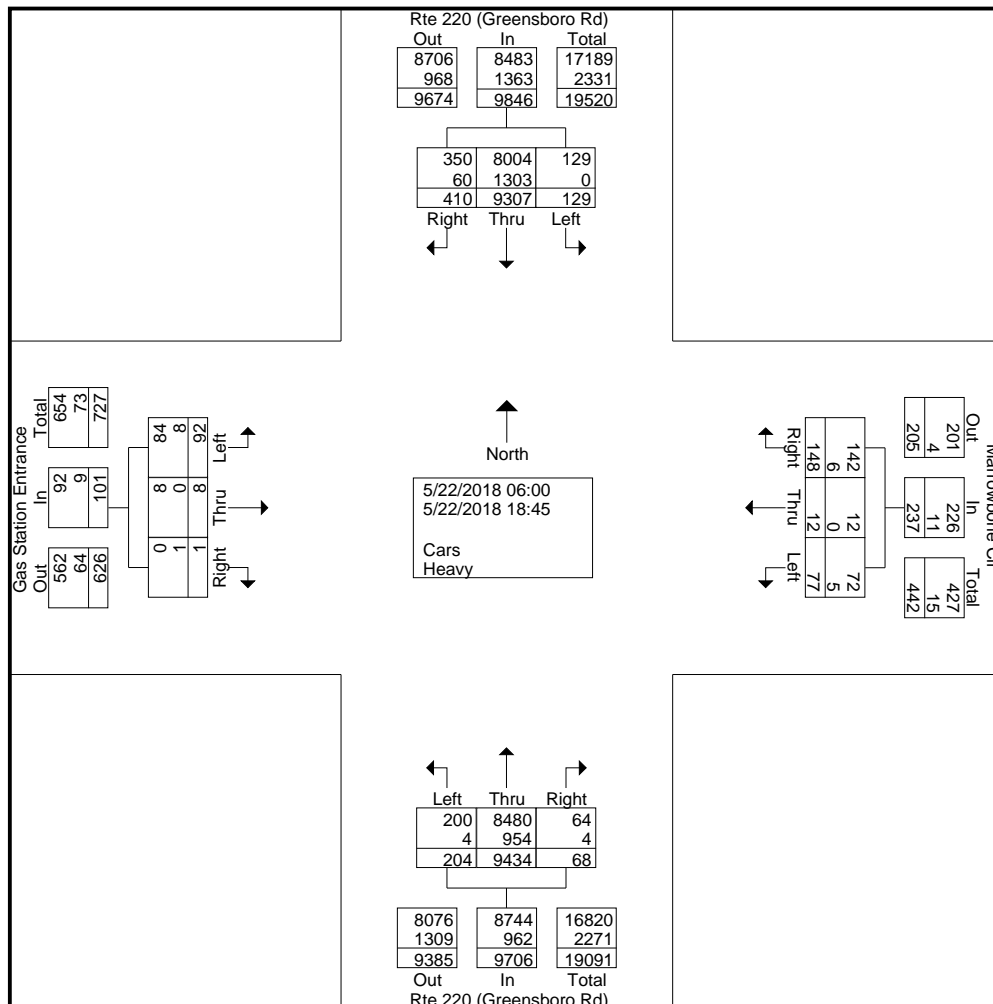 Rte 220 (Greensboro Rd)
Out In Total
8706 8483 17189
968 1363 2331
9674 9846 19520
350 8004 129
60 1303 0
410 9307 129
Right Thru Left
Gas Station Entrance
Total
654
73
727
In
92
9
101
Out
562
64
626
Left
84
8
92
Thru
8
0
8
Right
0
1
1
North
5/22/2018 06:00
5/22/2018 18:45
Cars
Heavy
Right
148
6
142
Thru
12
0
12
Left
77
5
72
Out
205
4
201
In
237
11
226
Total
442
15
427
Marrowbone Cir
Left Thru Right
200 8480 64
4 954 4
204 9434 68
8076 8744 16820
1309 962 2271
9385 9706 19091
Out In Total
Rte 220 (Greensboro Rd)